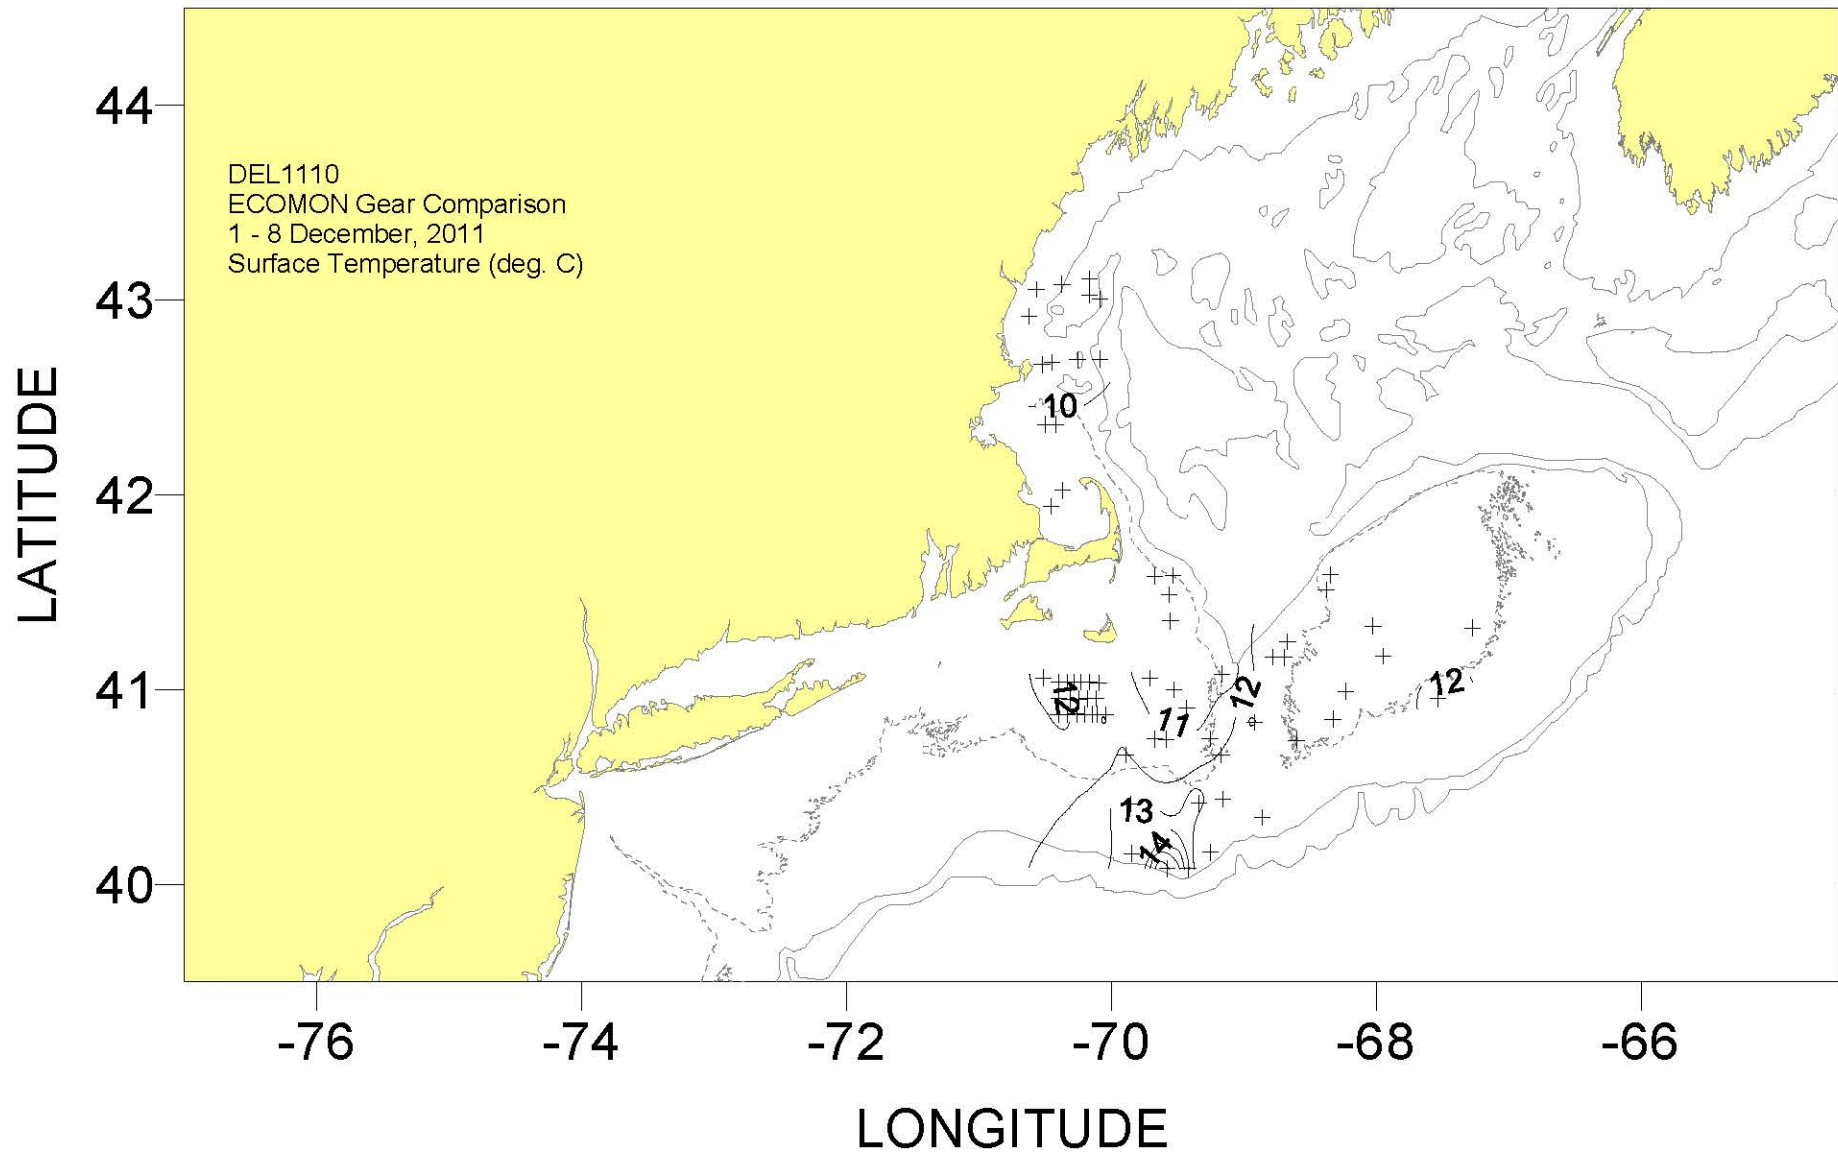 44
DEL1110
ECOMON Gear Comparison
1 - 8 December, 2011
Surface Temperature (deg. C)
43
10
LATITUDE
42
41
12
11
12
12
13
14
40
-76 -74 -72 -70 -68 -66
LONGITUDE